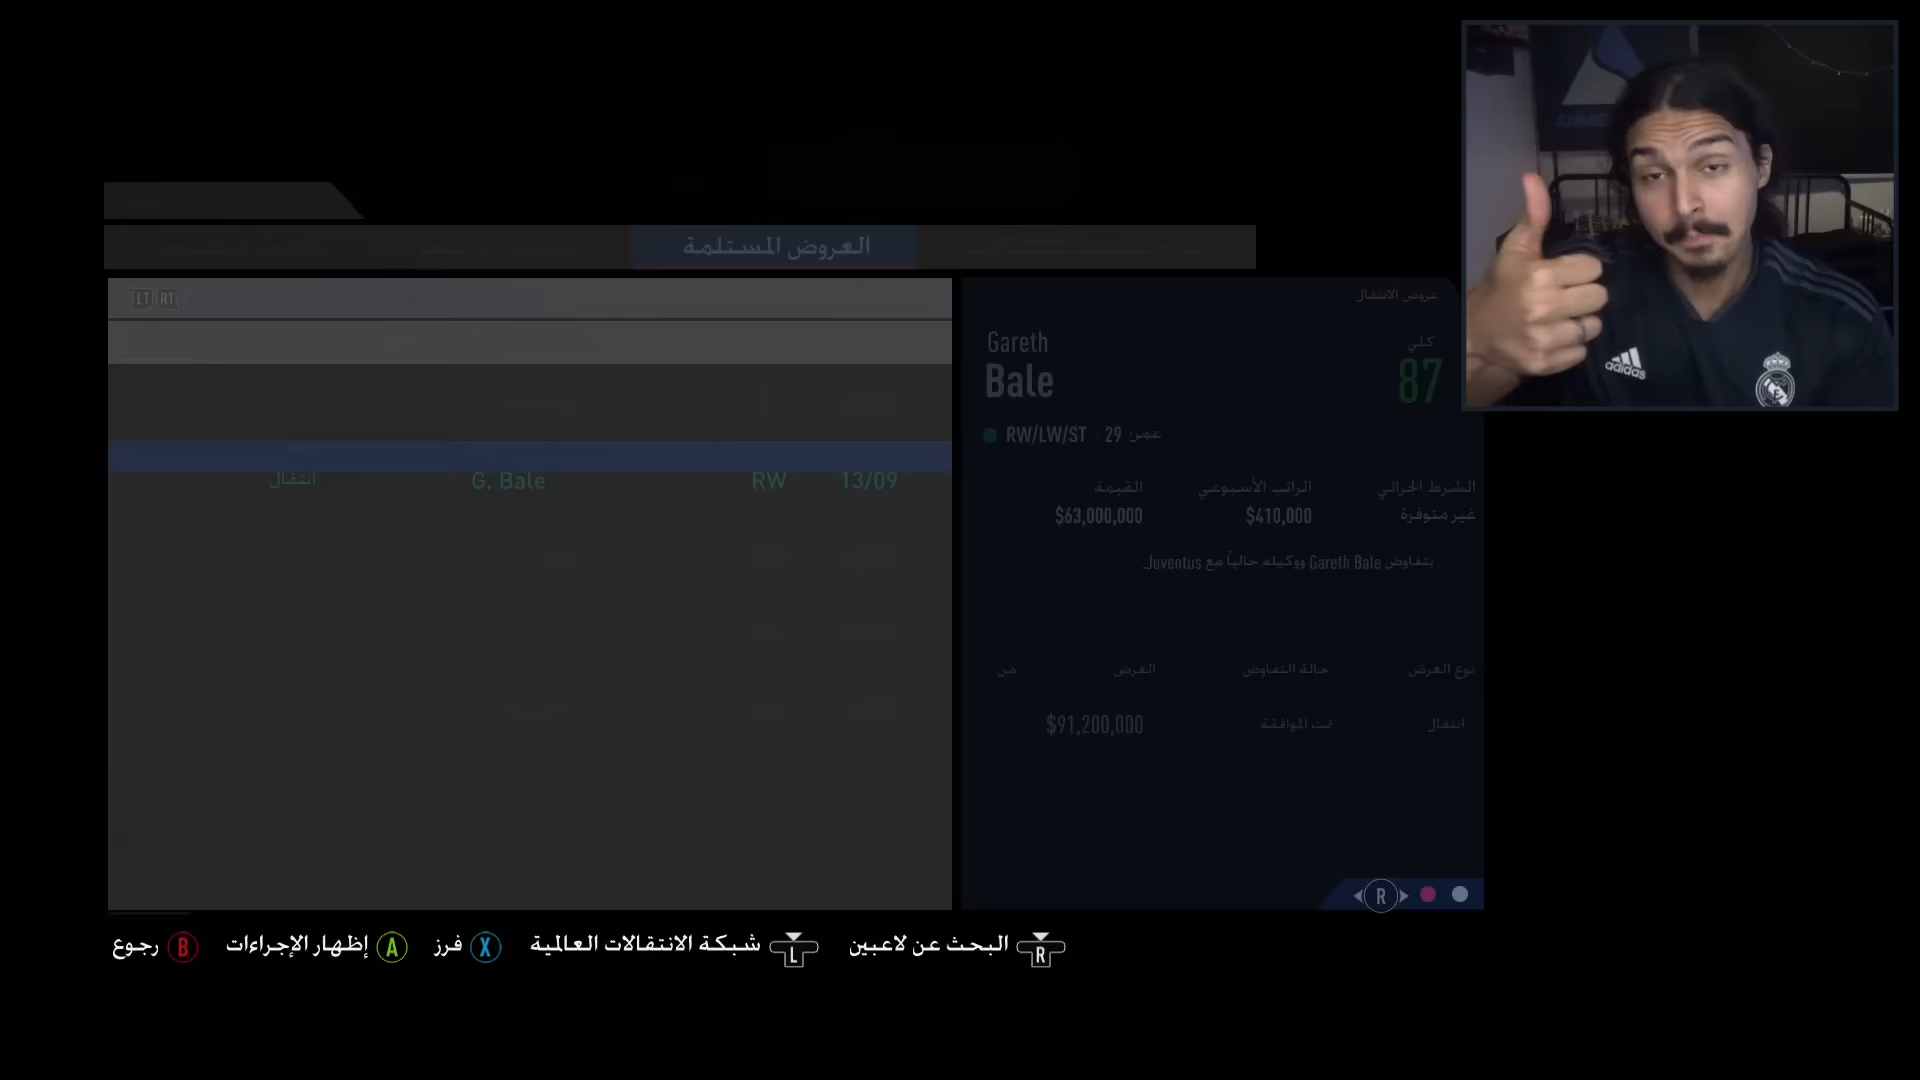 العروض المستلمة
LT RT
عروض الانتقال
Gareth
كلي
Bale
87
RW/LW/ST
29 عمر:
انتقال G. Bale RW 13/09
القيمة الراتب الأسبوعي الشرط الجزائي
$63,000,000 $410,000 غير متوفرة
يتفاوض Gareth Bale ووكيله حالياً مع Juventus.
من العرض حالة التفاوض نوع العرض
$91,200,000 تمت الموافقة انتقال
R
رجوع B إظهار الإجراءات A فرز X شبكة الانتقالات العالمية L البحث عن لاعبين R
adidas